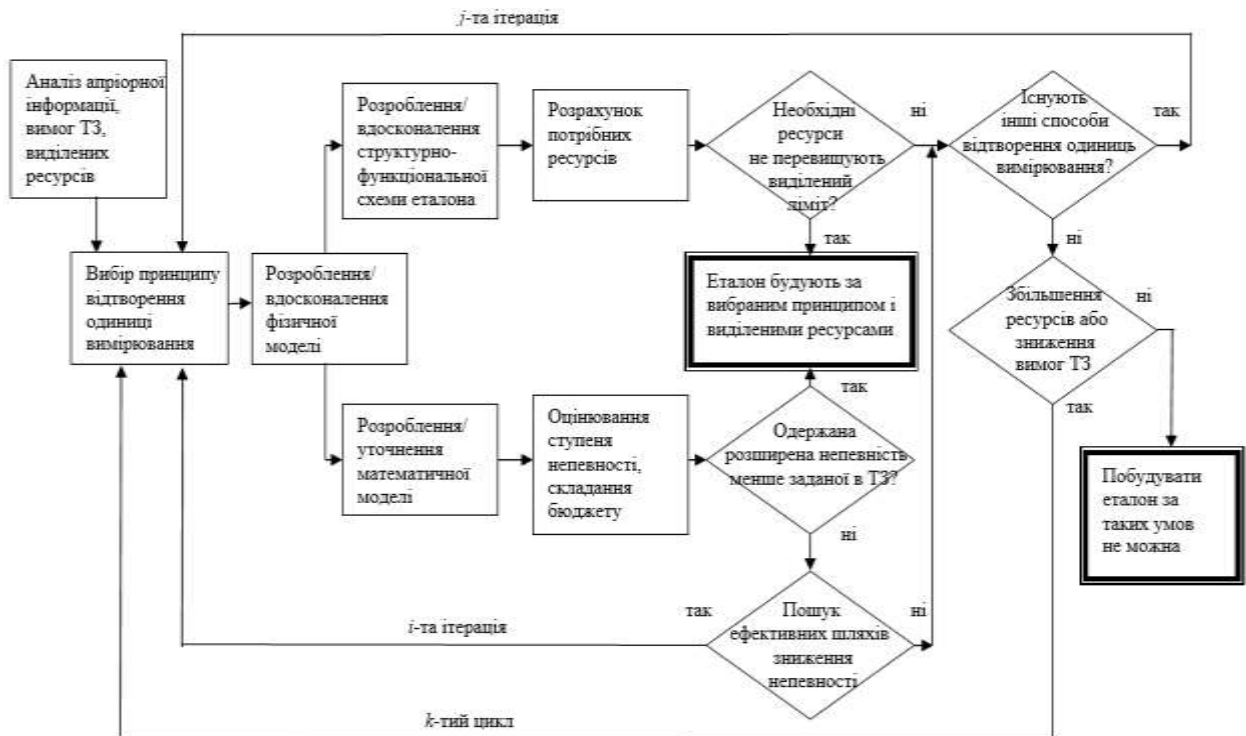 j-та ітерація
Аналіз апріорної
інформації,
вимог ТЗ,
виділених
ресурсів
Розроблення/
вдосконалення
структурно-
функціональної
схеми еталона
Розрахунок
потрібних
ресурсів
Необхідні
ресурси
не перевищують
виділений
ліміт?
ні
Існують
інші способи
відтворення одиниць
вимірювання?
так
так
ні
Вибір принципу
відтворення
одиниці
вимірювання
Розроблення/
вдосконалення
фізичної
моделі
Еталон будують за
вибраним принципом і
виділеними ресурсами
Збільшення
ресурсів або
зниження
вимог ТЗ
ні
так
так
Розроблення/
уточнення
математичної
моделі
Оцінювання
ступеня
непевності,
складання
бюджету
Одержана
розширена непевність
менше заданої в ТЗ?
Побудувати
еталон за
таких умов
не можна
ні
так
Пошук
ефективних шляхів
зниження
непевності
ні
i-та ітерація
k-тий цикл